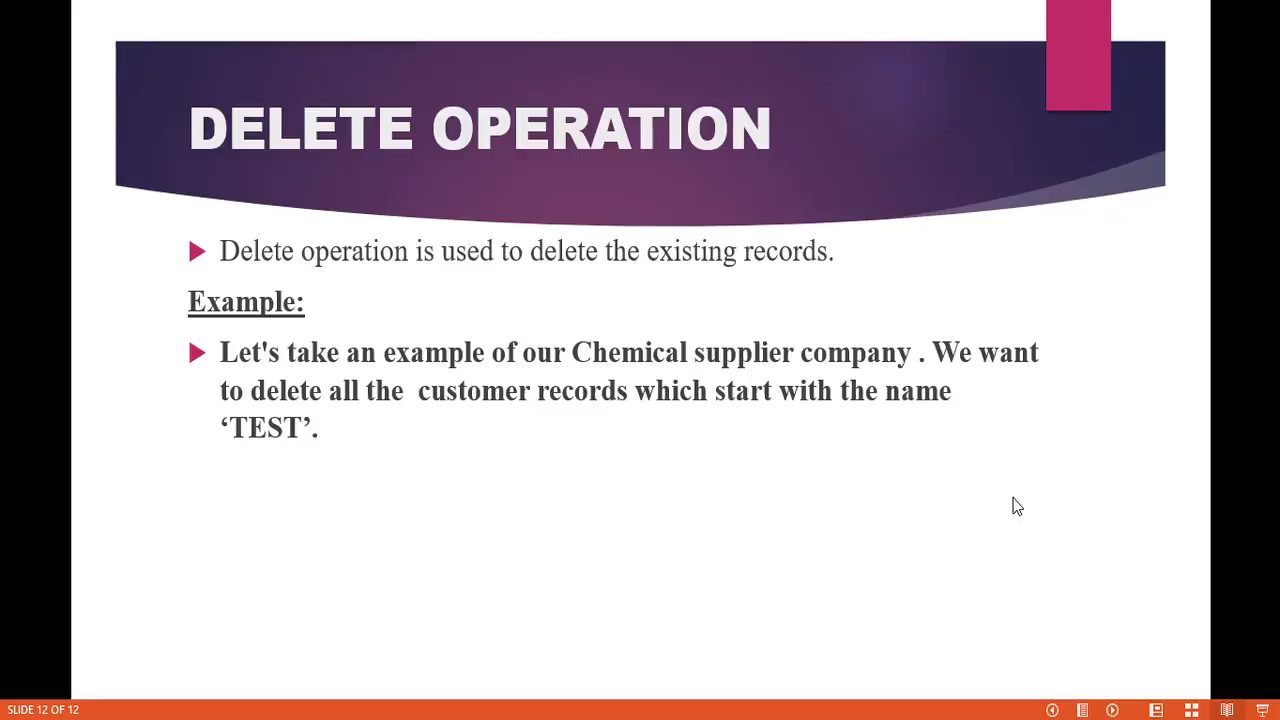 DELETE OPERATION
Delete operation is used to delete the existing records.
Example:
Let's take an example of our Chemical supplier company . We want
to delete all the  customer records which start with the name
‘TEST’.
SLIDE 12 OF 12